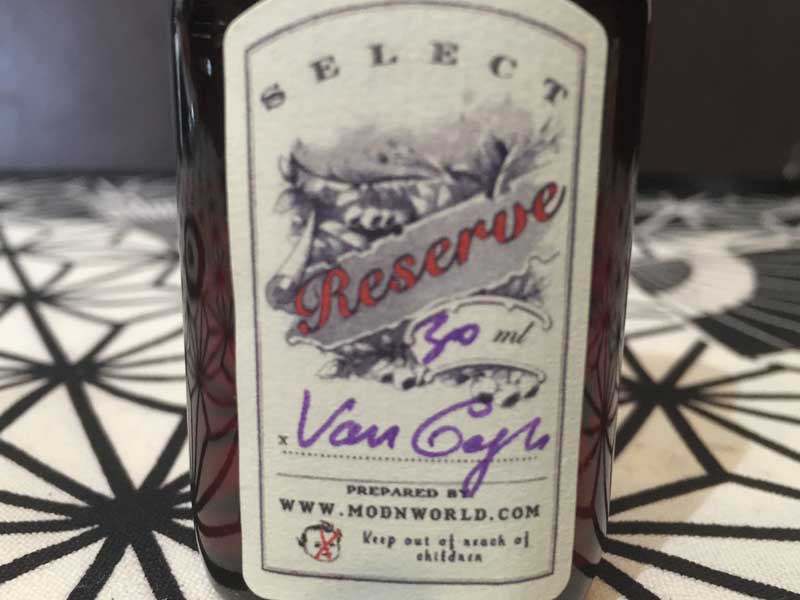 SELECT
Reserve
30 ml
x Van Gogh
PREPARED BY
WWW.MODNWORLD.COM
Keep out of reach of
children